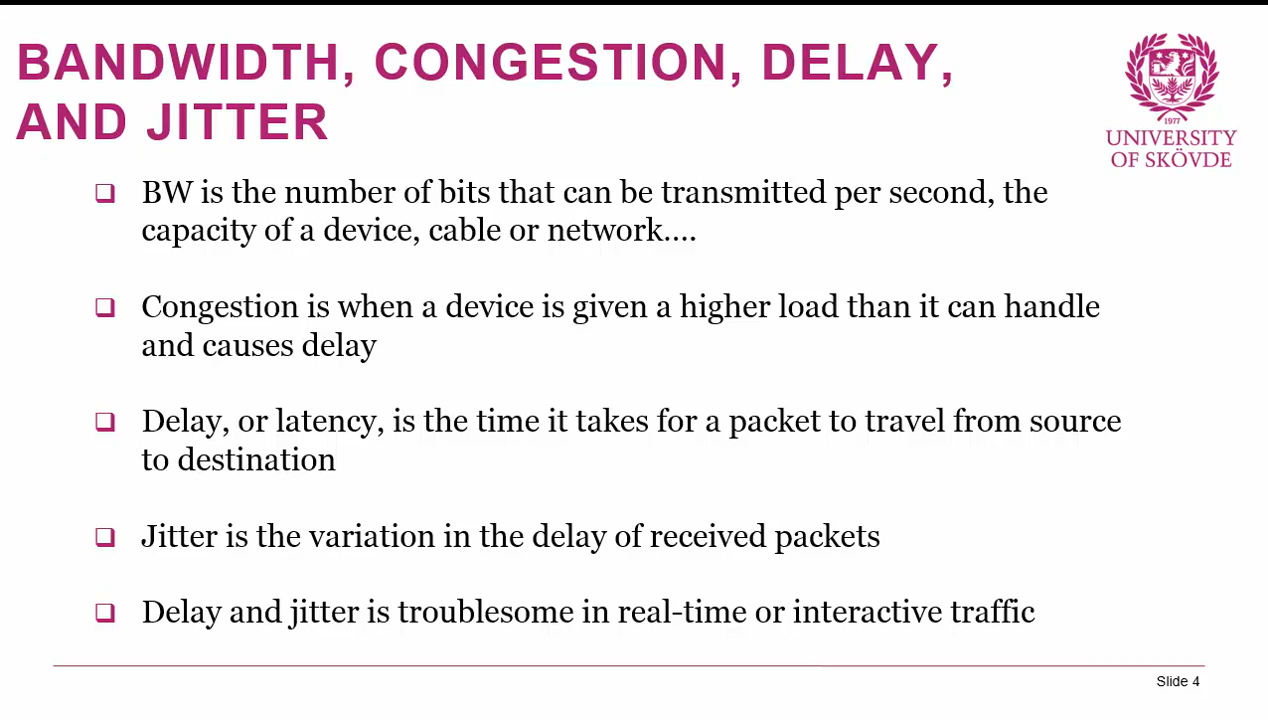 BANDWIDTH, CONGESTION, DELAY,
AND JITTER
1977
UNIVERSITY
OF SKÖVDE
BW is the number of bits that can be transmitted per second, the
capacity of a device, cable or network....
Congestion is when a device is given a higher load than it can handle
and causes delay
Delay, or latency, is the time it takes for a packet to travel from source
to destination
Jitter is the variation in the delay of received packets
Delay and jitter is troublesome in real-time or interactive traffic
Slide 4